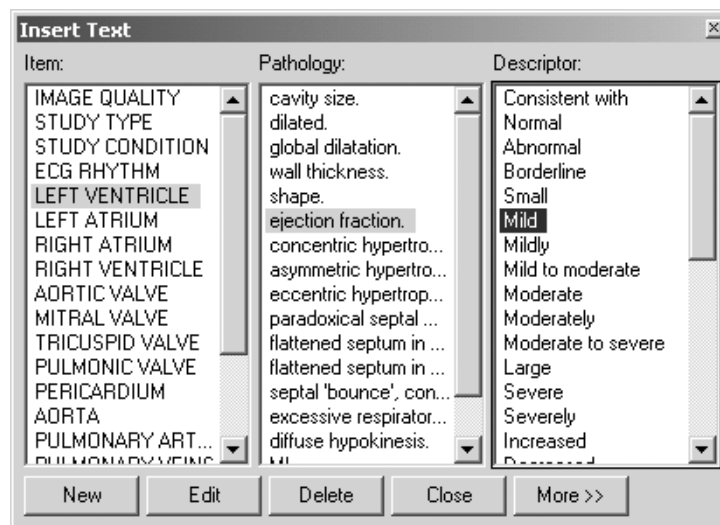 Insert Text
Item:
IMAGE QUALITY
STUDY TYPE
STUDY CONDITION
ECG RHYTHM
LEFT VENTRICLE
LEFT ATRIUM
RIGHT ATRIUM
RIGHT VENTRICLE
AORTIC VALVE
MITRAL VALVE
TRICUSPID VALVE
PULMONIC VALVE
PERICARDIUM
AORTA
PULMONARY ART...
PULMONARY VEINS
Pathology:
cavity size.
dilated.
global dilatation.
wall thickness.
shape.
ejection fraction.
concentric hypertro...
asymmetric hypertro...
eccentric hypertrop...
paradoxical septal ...
flattened septum in ...
flattened septum in ...
septal 'bounce', con...
excessive respirator...
diffuse hypokinesis.
Descriptor:
Consistent with
Normal
Abnormal
Borderline
Small
Mild
Mildly
Mild to moderate
Moderate
Moderately
Moderate to severe
Large
Severe
Severely
Increased
Decreased
New Edit Delete Close More >>